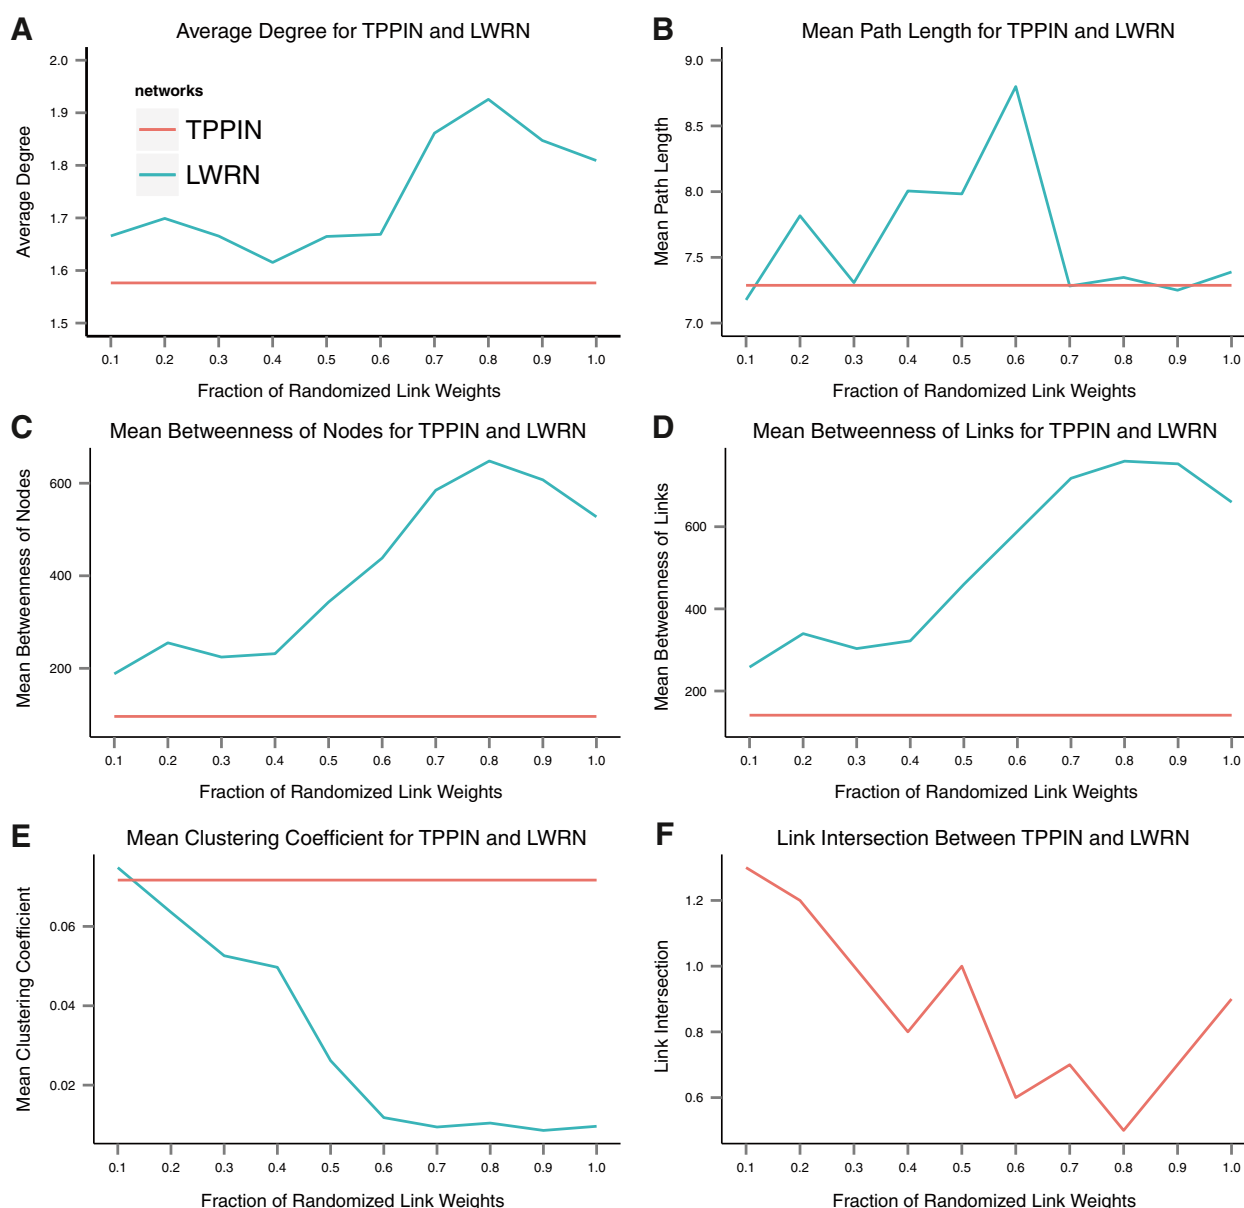 A
Average Degree for TPPIN and LWRN
2.0
1.9
1.8
1.7
1.6
1.5
Average Degree
networks
TPPIN
LWRN
0.1 0.2 0.3 0.4 0.5 0.6 0.7 0.8 0.9 1.0
Fraction of Randomized Link Weights
B
Mean Path Length for TPPIN and LWRN
9.0
8.5
8.0
7.5
7.0
Mean Path Length
0.1 0.2 0.3 0.4 0.5 0.6 0.7 0.8 0.9 1.0
Fraction of Randomized Link Weights
C
Mean Betweenness of Nodes for TPPIN and LWRN
600
400
200
Mean Betweenness of Nodes
0.1 0.2 0.3 0.4 0.5 0.6 0.7 0.8 0.9 1.0
Fraction of Randomized Link Weights
D
Mean Betweenness of Links for TPPIN and LWRN
600
400
200
Mean Betweenness of Links
0.1 0.2 0.3 0.4 0.5 0.6 0.7 0.8 0.9 1.0
Fraction of Randomized Link Weights
E
Mean Clustering Coefficient for TPPIN and LWRN
0.06
0.04
0.02
Mean Clustering Coefficient
0.1 0.2 0.3 0.4 0.5 0.6 0.7 0.8 0.9 1.0
Fraction of Randomized Link Weights
F
Link Intersection Between TPPIN and LWRN
1.2
1.0
0.8
0.6
Link Intersection
0.1 0.2 0.3 0.4 0.5 0.6 0.7 0.8 0.9 1.0
Fraction of Randomized Link Weights